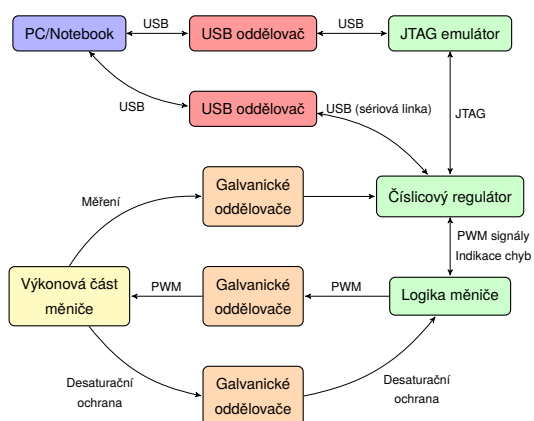 USB
USB
PC/Notebook
USB oddělovač
JTAG emulátor
USB
USB oddělovač
USB (sériová linka)
JTAG
Měření
Galvanické
oddělovače
Číslicový regulátor
PWM signály
Indikace chyb
Výkonová část
měniče
PWM
Galvanické
oddělovače
PWM
Logika měniče
Desaturační
ochrana
Galvanické
oddělovače
Desaturační
ochrana